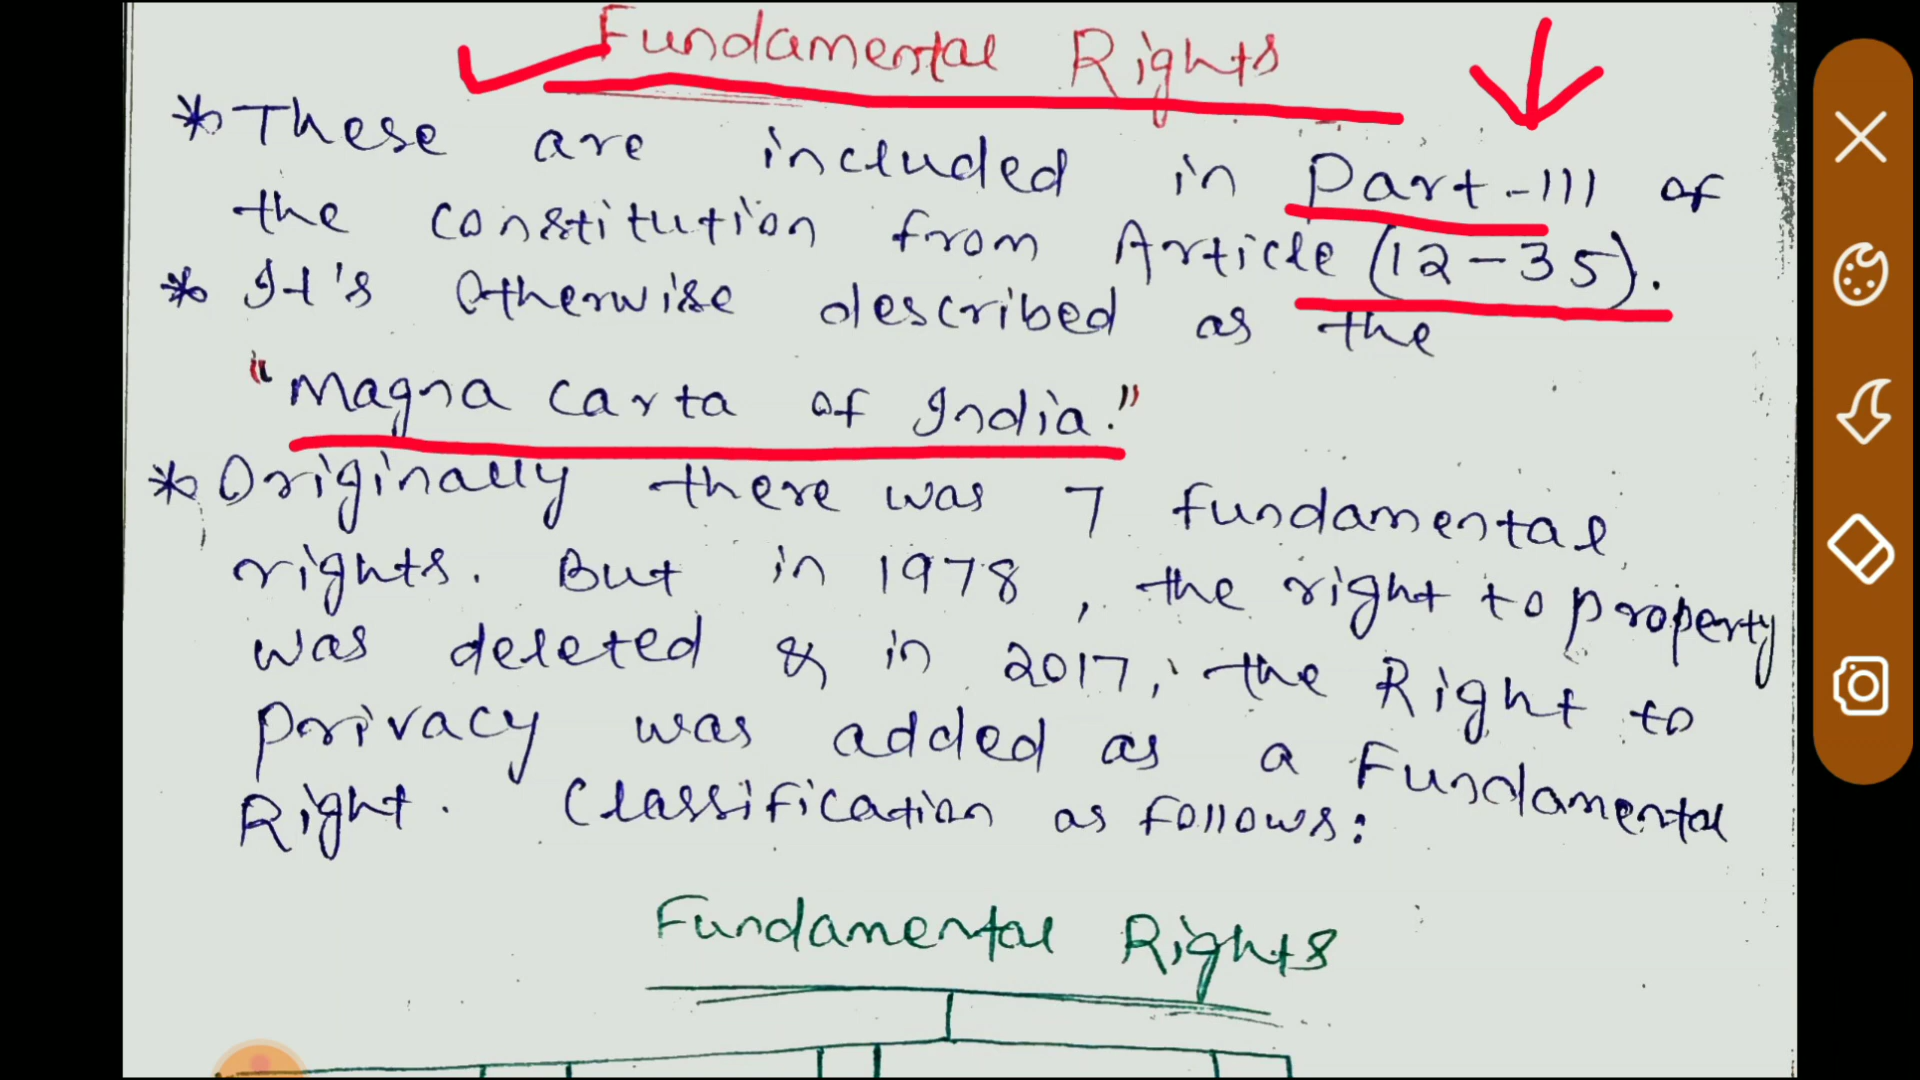 Fundamental Rights
* These are included in Part-III of
the constitution from Article (12-35).
* It's Otherwise described as the
"Magna Carta of India."
* Originally there was 7 fundamental
rights. But in 1978, the right to property
was deleted & in 2017, the Right to
privacy was added as a Fundamental
Right. Classification as follows:
Fundamental Rights